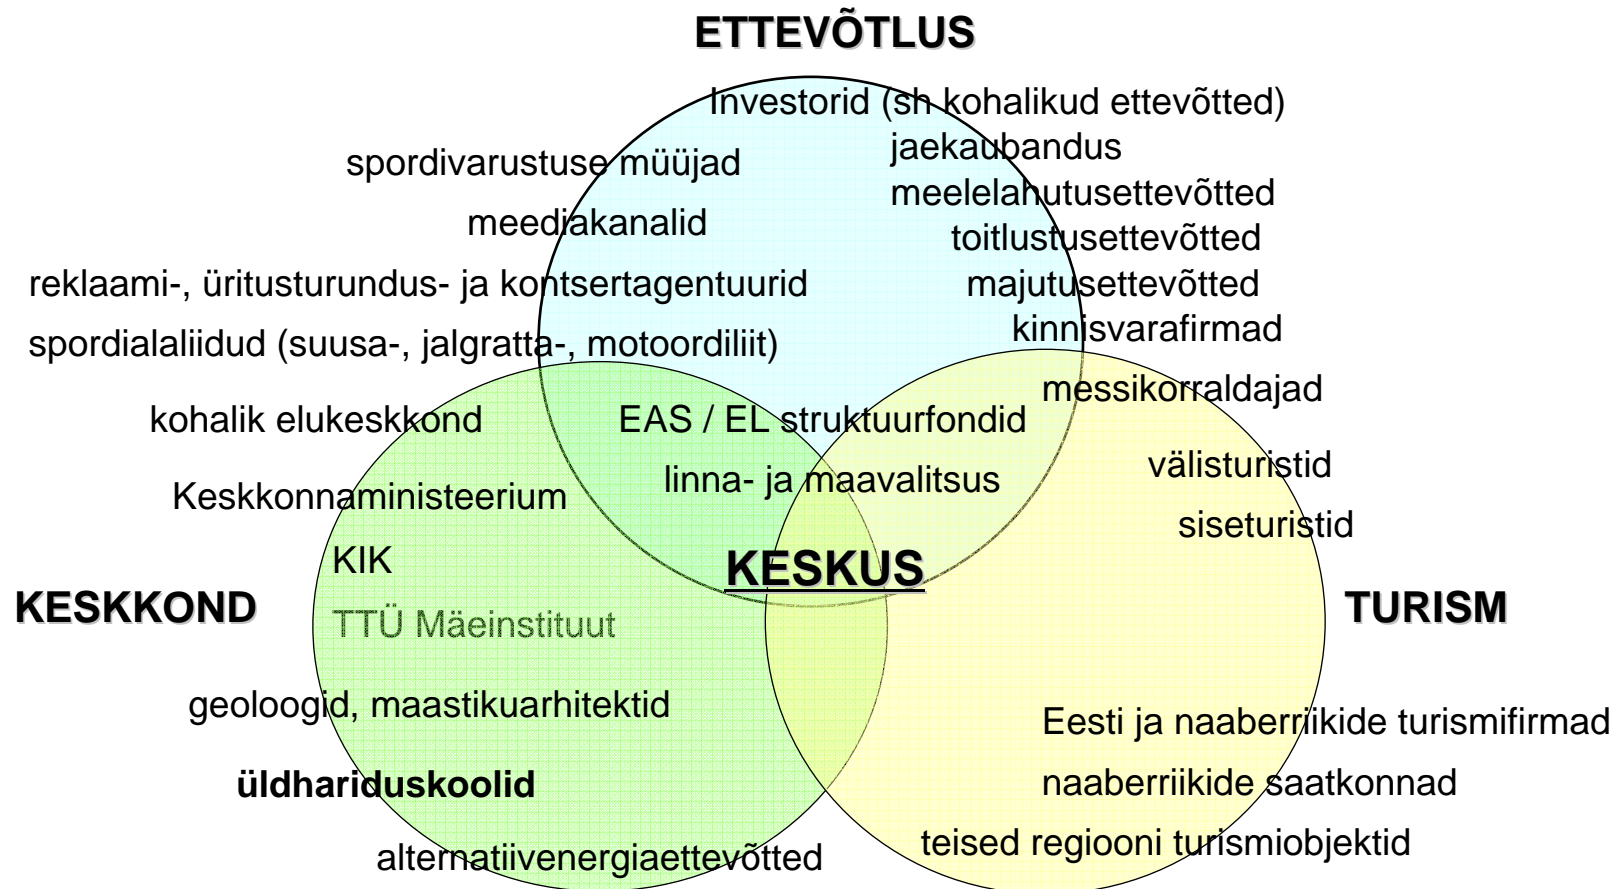 ETTEVÕTLUS
Investorid (sh kohalikud ettevõtted)
jaekaubandus
spordivarustuse müüjad
meelelahutusettevõtted
meediakanalid
toitlustusettevõtted
reklaami-, üritusturundus- ja kontsertagentuurid
majutusettevõtted
kinnisvarafirmad
spordialaliidud (suusa-, jalgratta-, motoordiliit)
messikorraldajad
kohalik elukeskkond
EAS / EL struktuurfondid
välisturistid
linna- ja maavalitsus
Keskkonnaministeerium
siseturistid
KIK
KESKUS
KESKKOND
TURISM
TTÜ Mäeinstituut
geoloogid, maastikuarhitektid
Eesti ja naaberriikide turismifirmad
üldhariduskoolid
naaberriikide saatkonnad
teised regiooni turismiobjektid
alternatiivenergiaettevõtted